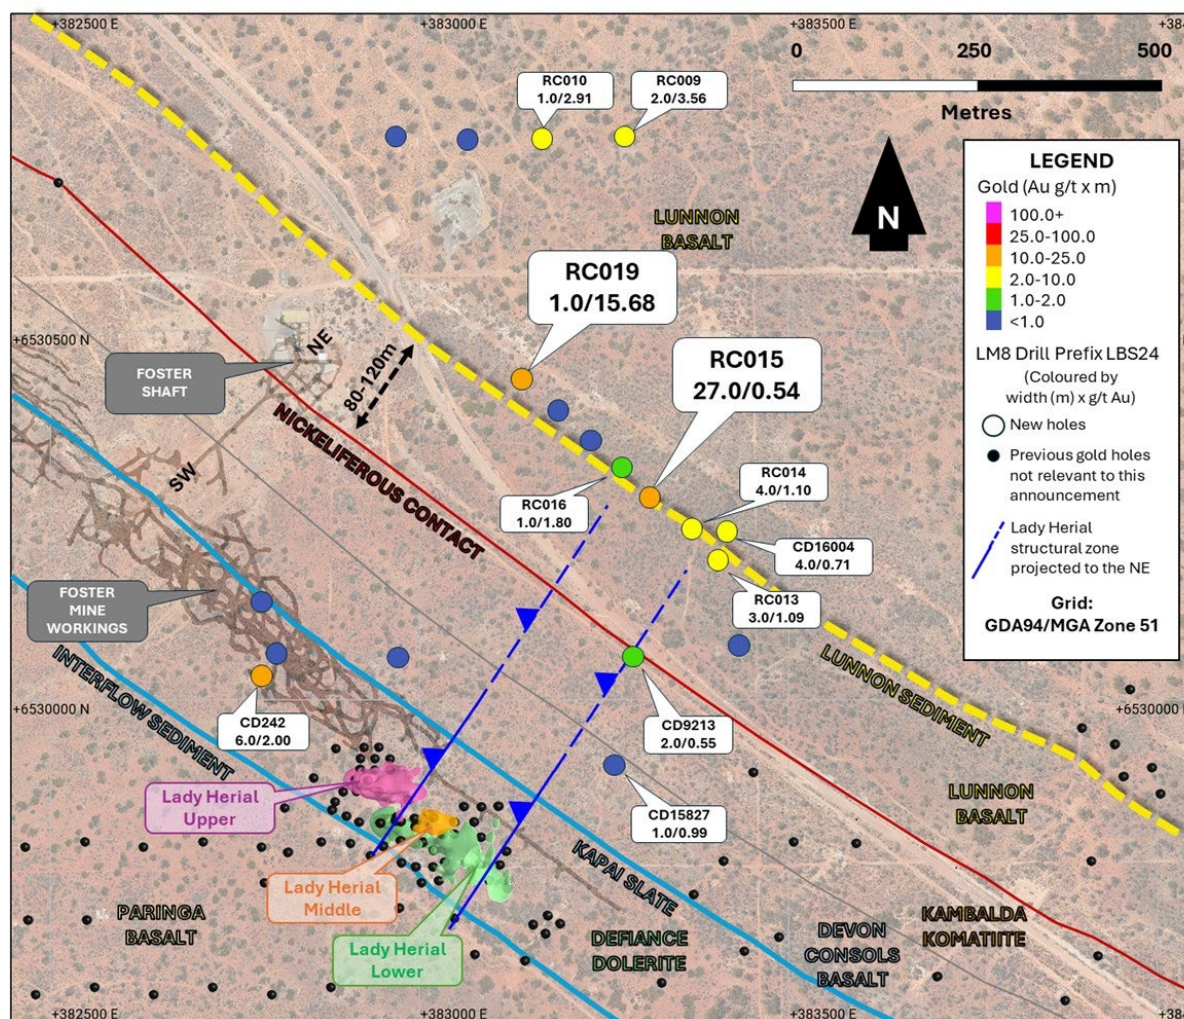 +382500 E
+383000 E
+383500 E
+384
0
250
500
Metres
RC010
1.0/2.91
RC009
2.0/3.56
N
LUNNON
BASALT
LEGEND
Gold (Au g/t x m)
100.0+
25.0-100.0
10.0-25.0
2.0-10.0
1.0-2.0
<1.0
LM8 Drill Prefix LBS24
(Coloured by
width (m) x g/t Au)
New holes
Previous gold holes
not relevant to this
announcement
Lady Herial
structural zone
projected to the NE
Grid:
GDA94/MGA Zone 51
RC019
1.0/15.68
+6530500 N
NE
80-120m
FOSTER
SHAFT
RC015
27.0/0.54
NICKELIFEROUS CONTACT
SW
RC014
4.0/1.10
RC016
1.0/1.80
CD16004
4.0/0.71
RC013
3.0/1.09
FOSTER
MINE
WORKINGS
INTERFLOW SEDIMENT
LUNNON SEDIMENT
+6530000 N
+6530000 N
CD242
6.0/2.00
CD9213
2.0/0.55
Lady Herial
Upper
CD15827
1.0/0.99
LUNNON
BASALT
KAPAI SLATE
Lady Herial
Middle
PARINGA
BASALT
Lady Herial
Lower
DEFIANCE
DOLERITE
DEVON
CONSOLS
BASALT
KAMBALDA
KOMATIITE
+382500 E
+383000 E
+383500 E
+384